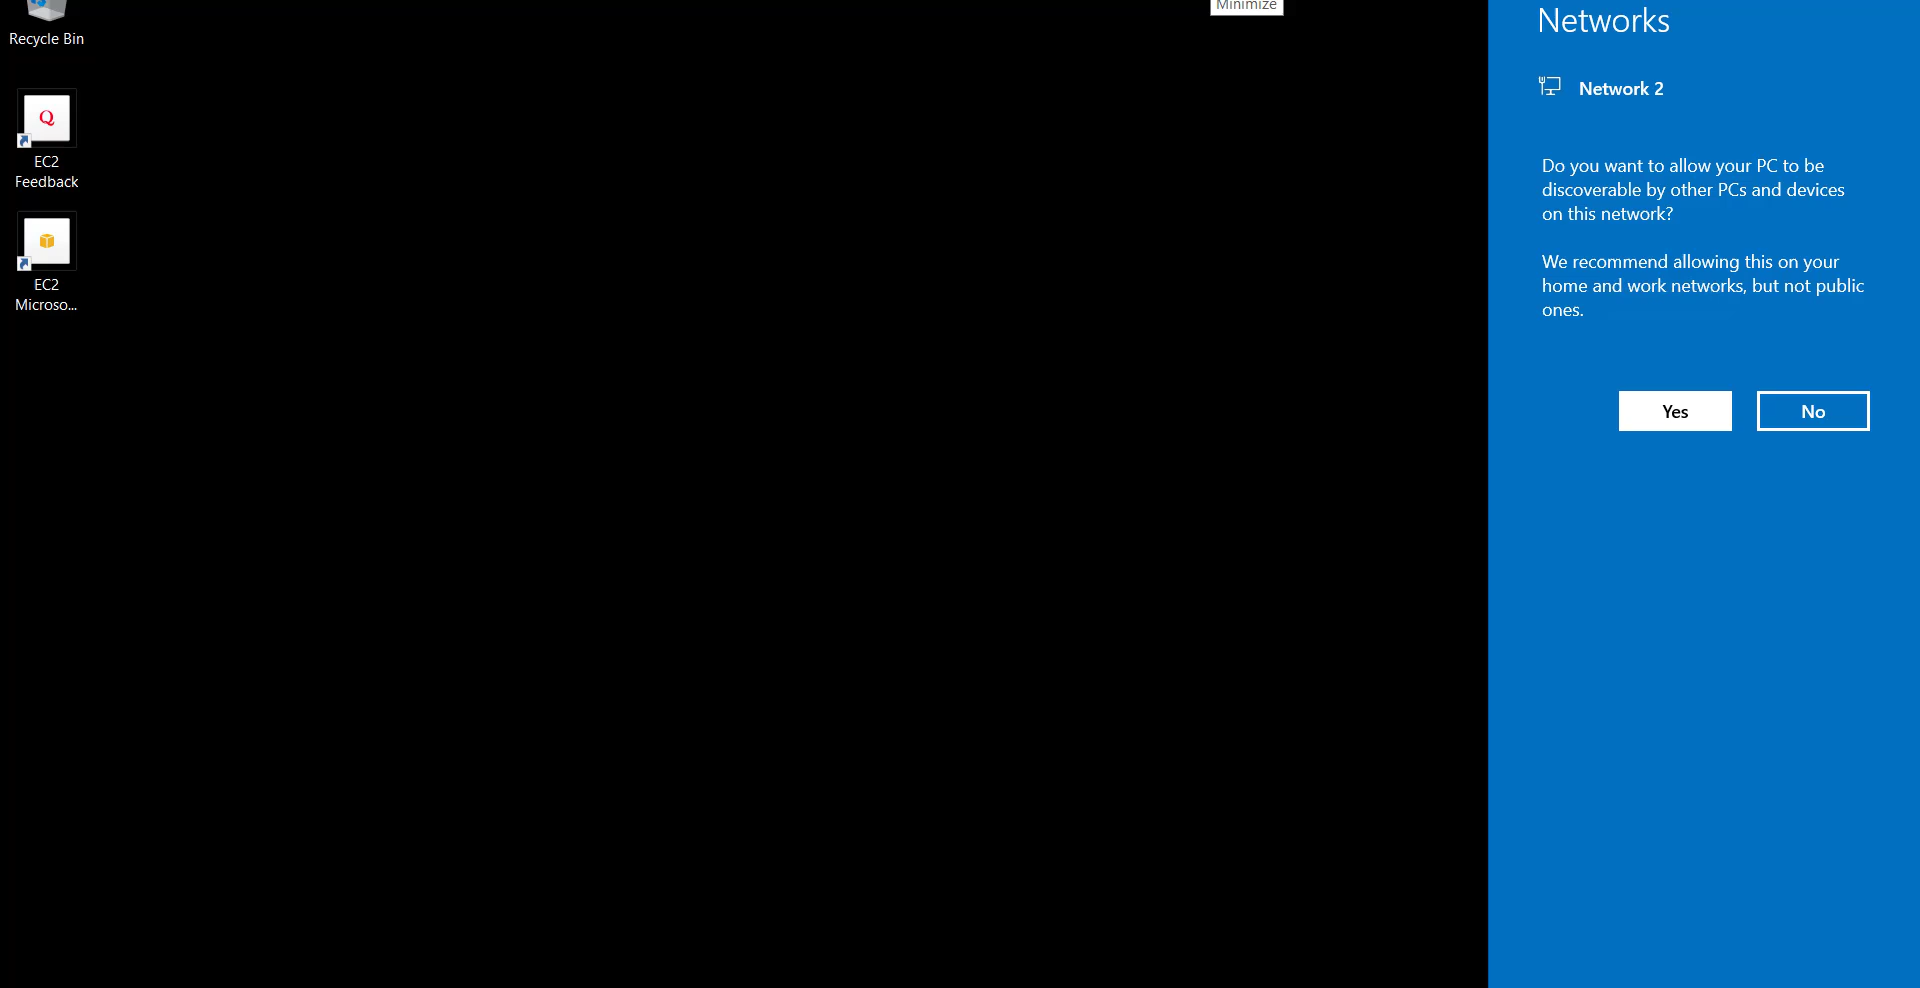 Minimize
Recycle Bin
Q
EC2
Feedback
EC2
Microso...
Networks
Network 2
Do you want to allow your PC to be
discoverable by other PCs and devices
on this network?
We recommend allowing this on your
home and work networks, but not public
ones.
Yes
No